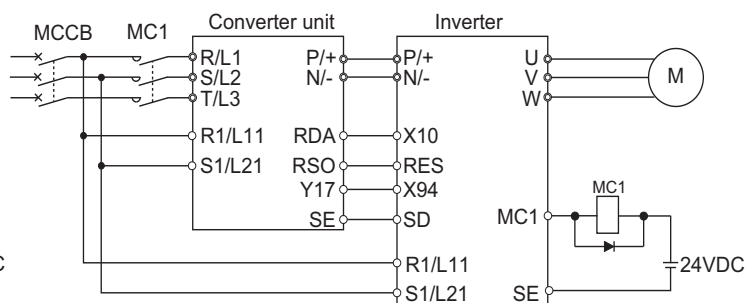 Converter unit
Inverter
MCCB
MC1
R/L1
P/+
P/+
U
S/L2
N/-
N/-
V
M
T/L3
W
R1/L11
RDA
X10
S1/L21
RSO
RES
Y17
X94
MC1
SE
SD
MC1
C
R1/L11
24VDC
S1/L21
SE